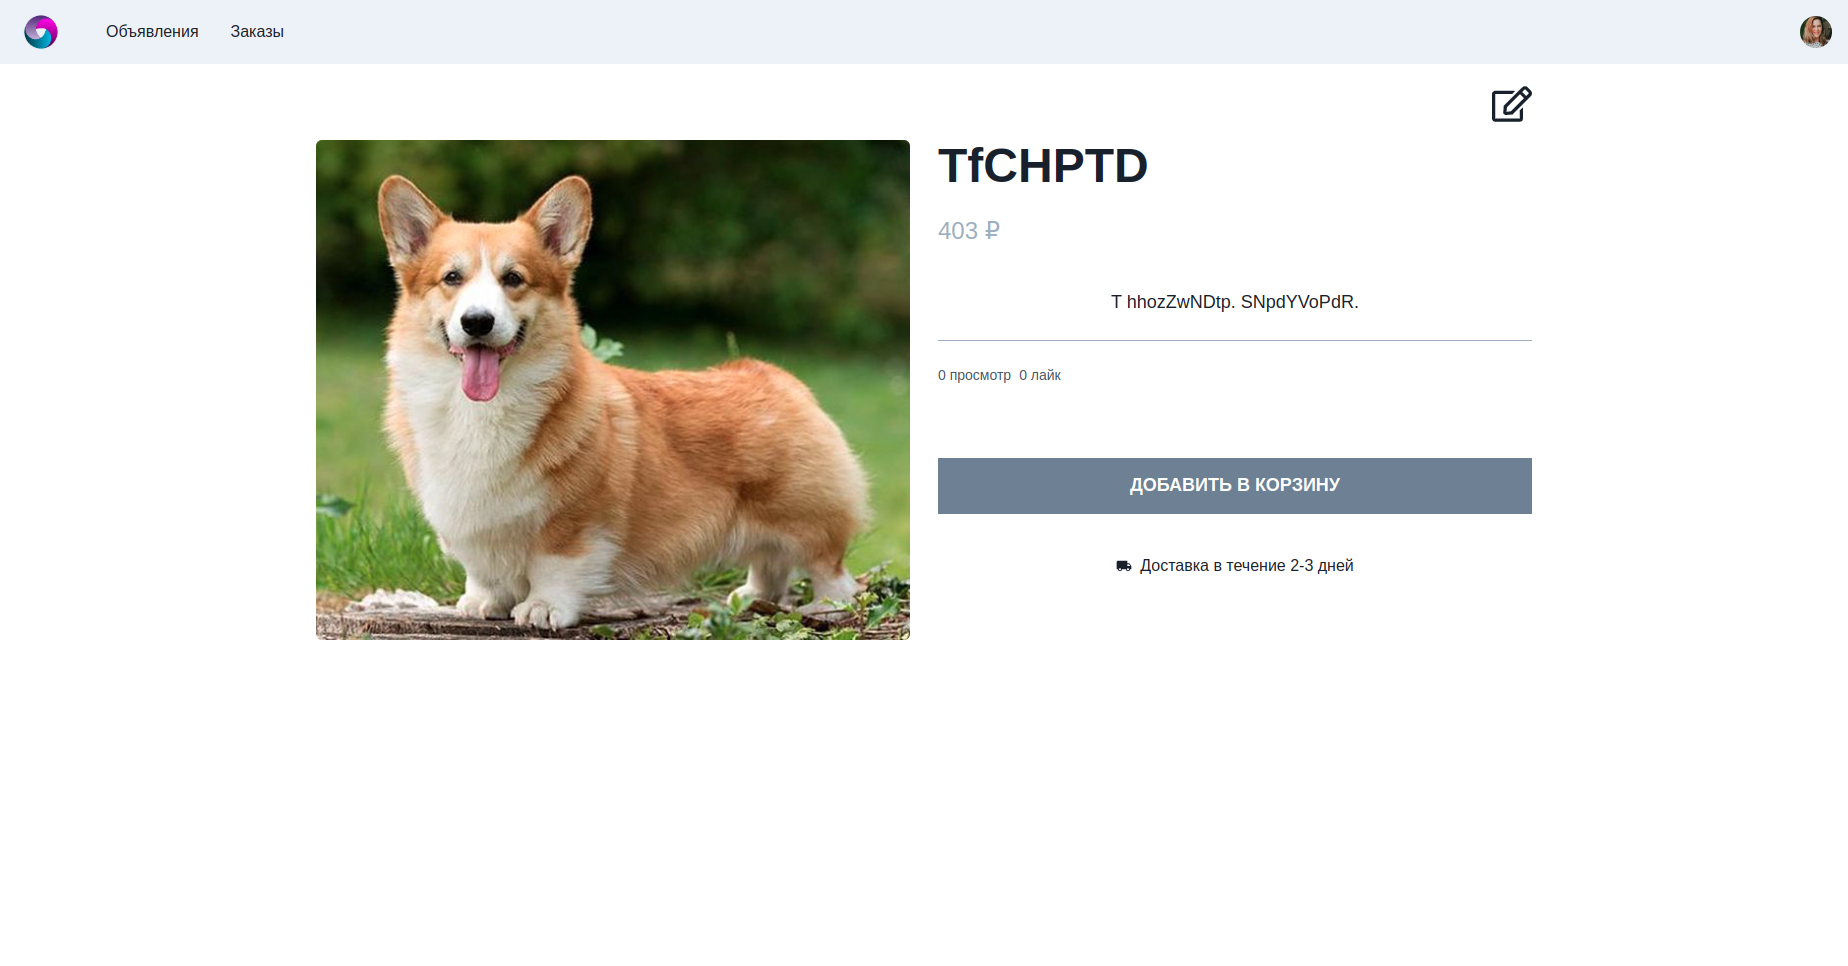 Объявления Заказы
TfCHPTD
403 ₽
T hhozZwNDtp. SNpdYVoPdR.
0 просмотр 0 лайк
ДОБАВИТЬ В КОРЗИНУ
Доставка в течение 2-3 дней